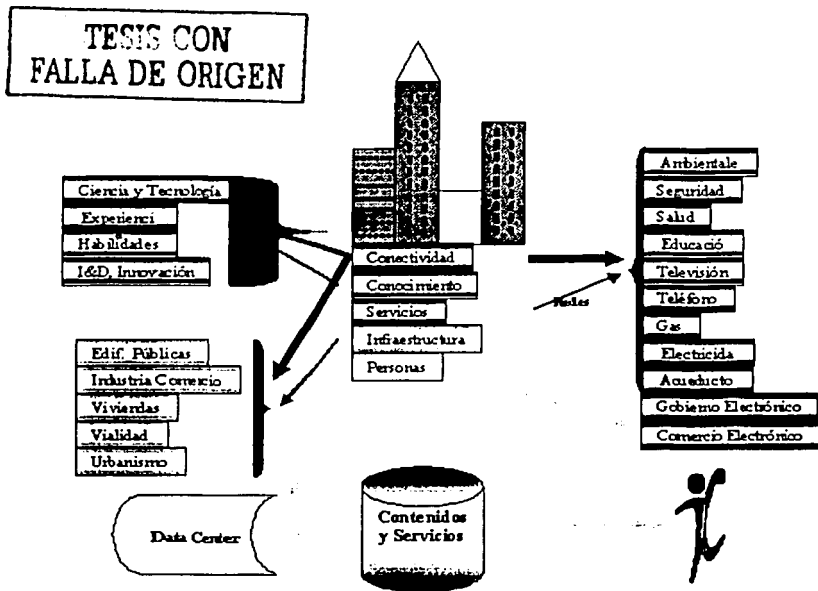 TESIS CON
FALLA DE ORIGEN
Ciencia y Tecnología
Experienci
Habilidades
I&D, Innovación
Conectividad
Conocimiento
Servicios
Infraestructura
Personas
Redes
Ambientale
Seguridad
Salud
Educació
Televisión
Teléfono
Gas
Electricida
Acueducto
Gobierno Electrónico
Comercio Electrónico
Edif. Públicas
Industria Comercio
Viviendas
Vialidad
Urbanismo
Data Center
Contenidos
y Servicios